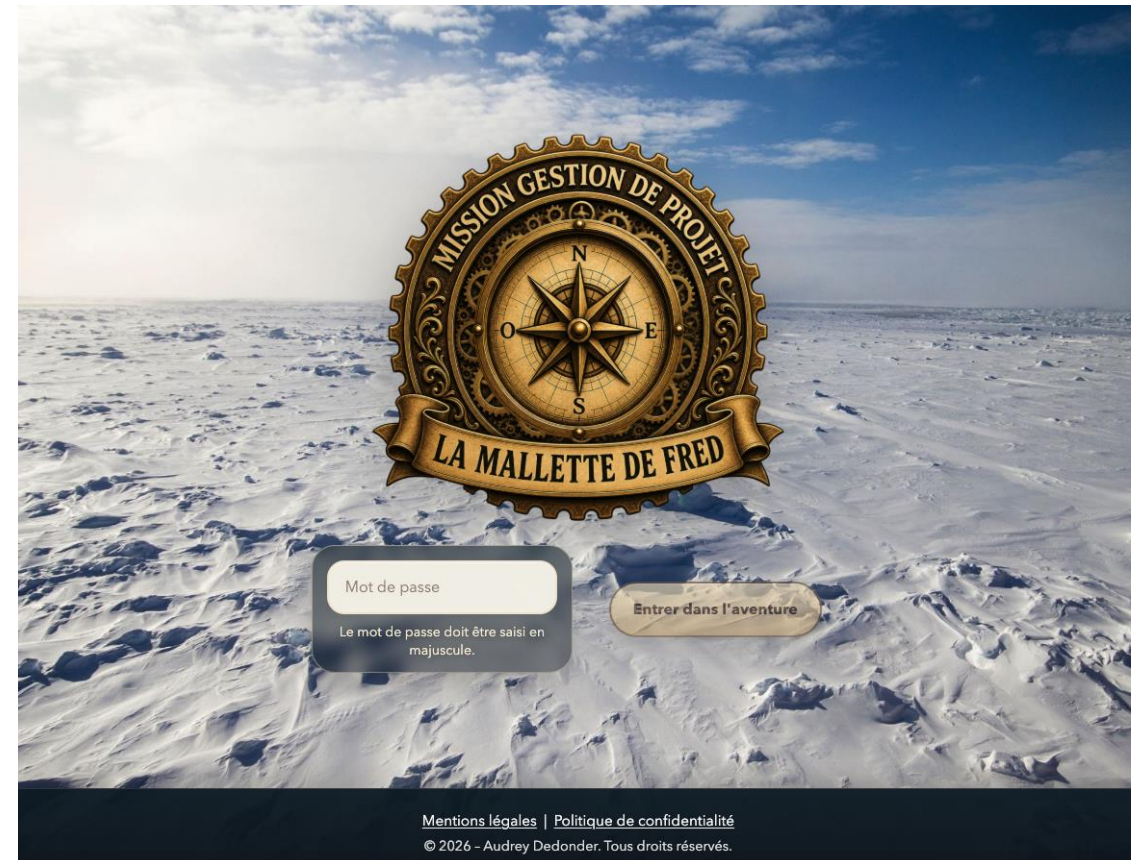 MISSION GESTION DE PROJET
N
O
E
S
LA MALLETTE DE FRED
Mot de passe
Le mot de passe doit être saisi en
majuscule.
Entrer dans l'aventure
Mentions légales | Politique de confidentialité
© 2026 – Audrey Dedonder. Tous droits réservés.